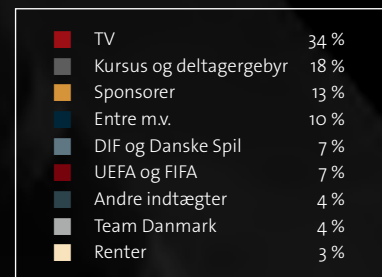 TV 34 %
Kursus og deltagergebyr 18 %
Sponsorer 13 %
Entre m.v. 10 %
DIF og Danske Spil 7 %
UEFA og FIFA 7 %
Andre indtægter 4 %
Team Danmark 4 %
Renter 3 %